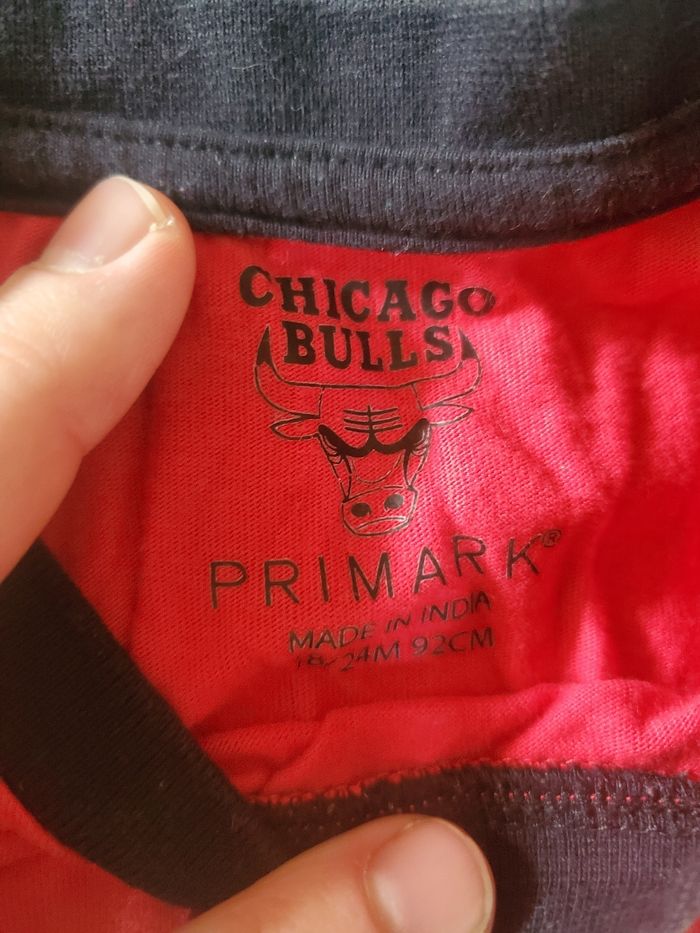 CHICAGO
BULLS
PRIMARK®
MADE IN INDIA
18/24M 92CM